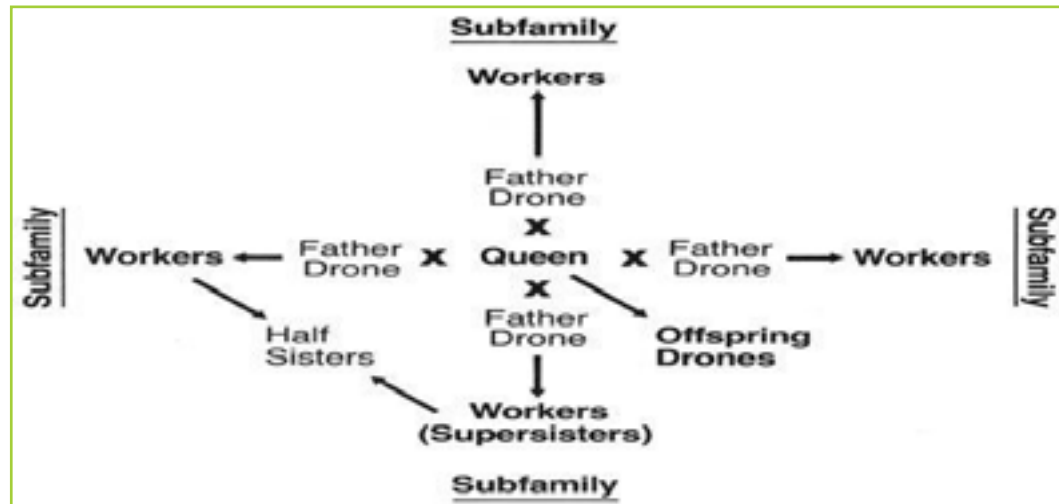 Subfamily
Workers
Father
Drone
X
Subfamily
Workers
Father
Drone
X
Queen
X
Father
Drone
Workers
Subfamily
X
Father
Drone
Half
Sisters
Offspring
Drones
Workers
(Supersisters)
Subfamily